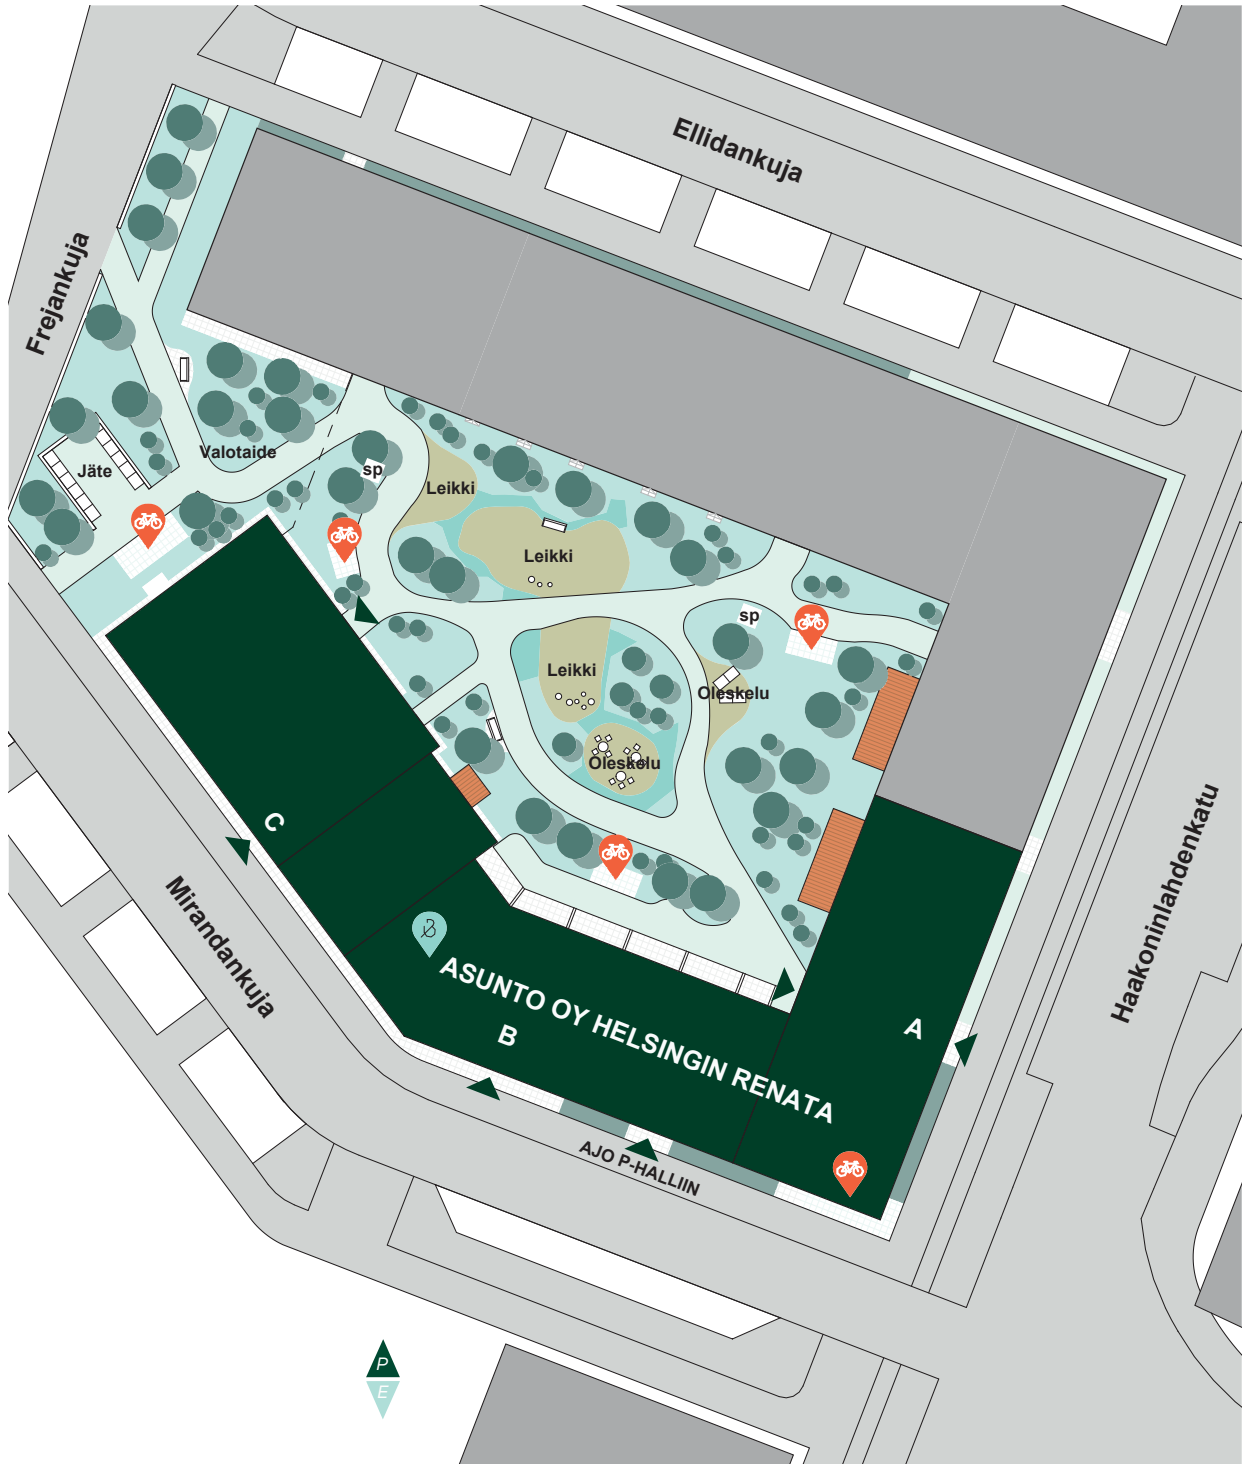 Ellidankuja
Frejankuja
Valotaide
sp
Jäte
Leikki
Leikki
sp
Leikki
Oleskelu
Oleskelu
Haakoninlahdenkatu
C
Mirandankuja
ASUNTO OY HELSINGIN RENATA
B
A
AJO P-HALLIIN
P
E